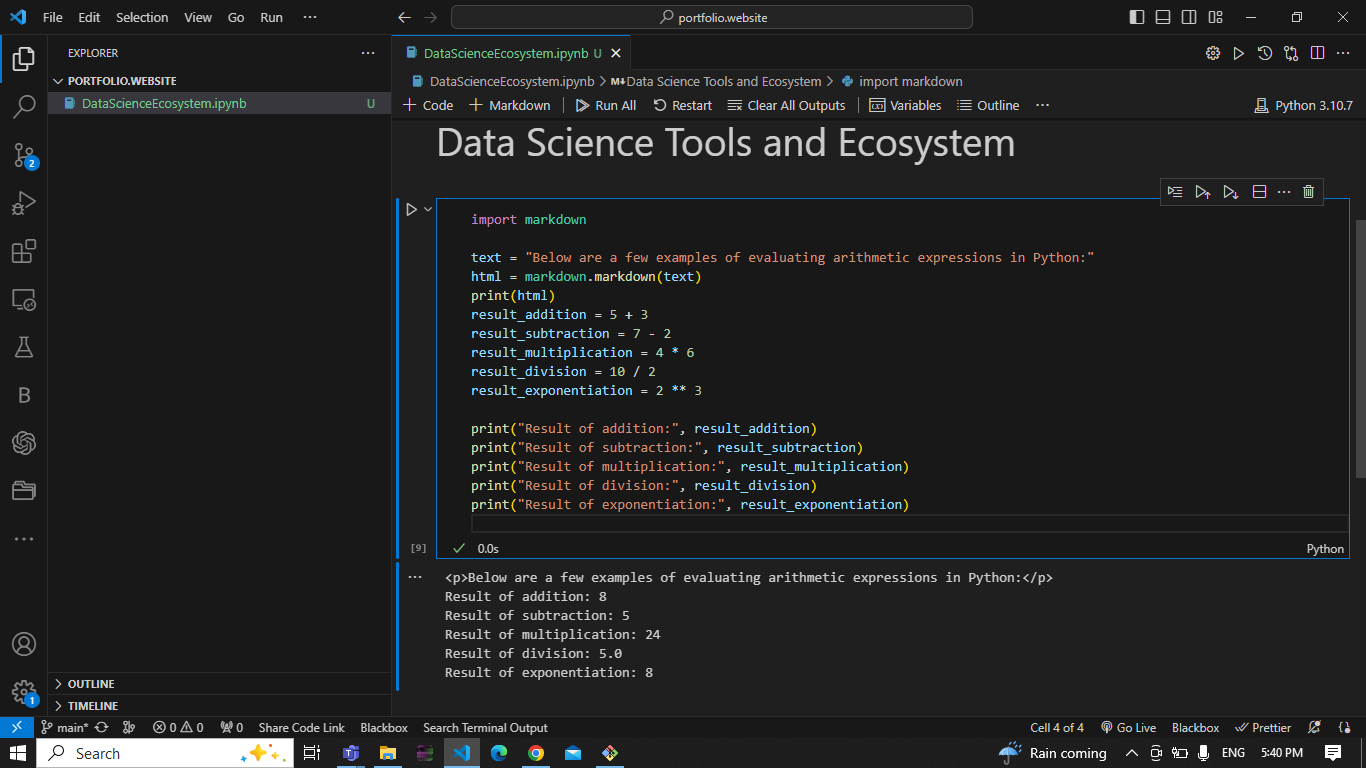 File Edit Selection View Go Run ···
portfolio.website
EXPLORER ···
PORTFOLIO.WEBSITE
DataScienceEcosystem.ipynb U
OUTLINE
TIMELINE
DataScienceEcosystem.ipynb U
DataScienceEcosystem.ipynb > M↓Data Science Tools and Ecosystem > import markdown
+ Code + Markdown Run All Restart Clear All Outputs Variables Outline ··· Python 3.10.7
Data Science Tools and Ecosystem
import markdown
text = "Below are a few examples of evaluating arithmetic expressions in Python:"
html = markdown.markdown(text)
print(html)
result_addition = 5 + 3
result_subtraction = 7 - 2
result_multiplication = 4 * 6
result_division = 10 / 2
result_exponentiation = 2 ** 3
print("Result of addition:", result_addition)
print("Result of subtraction:", result_subtraction)
print("Result of multiplication:", result_multiplication)
print("Result of division:", result_division)
print("Result of exponentiation:", result_exponentiation)
[9] 0.0s Python
<p>Below are a few examples of evaluating arithmetic expressions in Python:</p>
Result of addition: 8
Result of subtraction: 5
Result of multiplication: 24
Result of division: 5.0
Result of exponentiation: 8
2
B
1
main* 0 0 0 Share Code Link Blackbox Search Terminal Output Cell 4 of 4 Go Live Blackbox Prettier
Search Rain coming ENG 5:40 PM